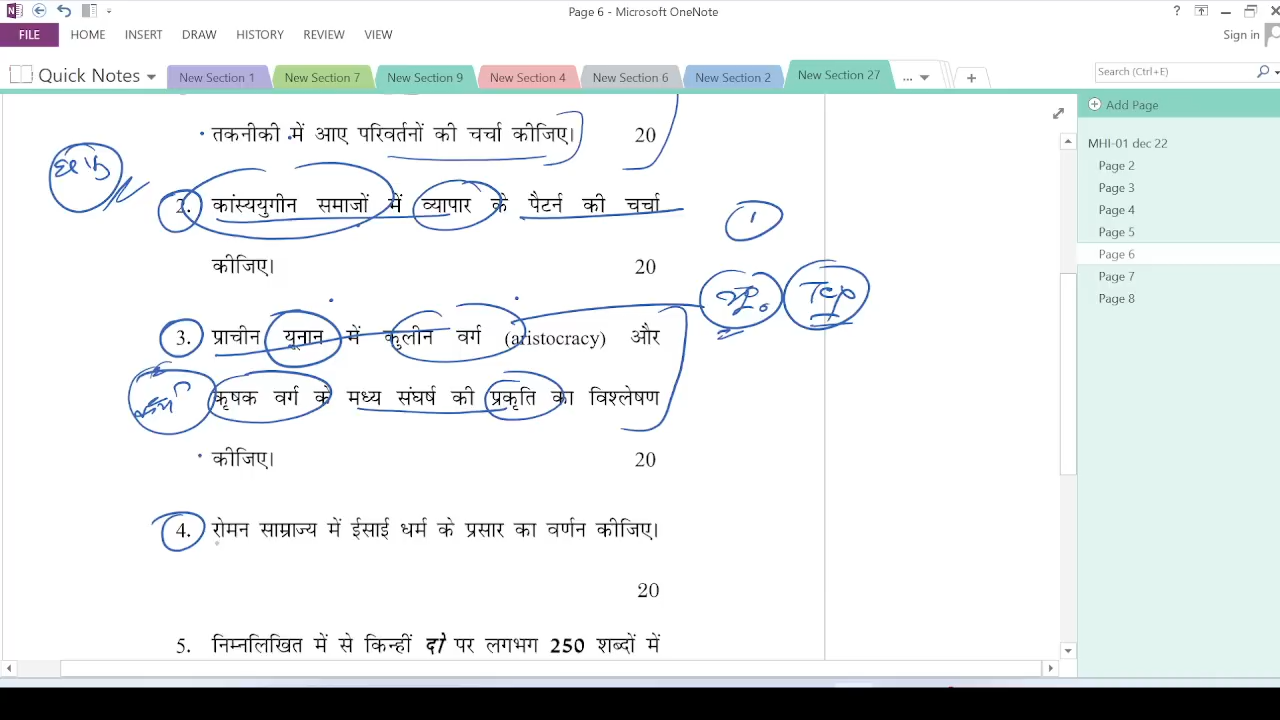 Page 6 - Microsoft OneNote
FILE HOME INSERT DRAW HISTORY REVIEW VIEW
Sign in
Quick Notes New Section 1 New Section 7 New Section 9 New Section 4 New Section 6 New Section 2 New Section 27 ...
Search (Ctrl+E)
Add Page
MHI-01 dec 22
Page 2
Page 3
Page 4
Page 5
Page 6
Page 7
Page 8
तकनीकी में आए परिवर्तनों की चर्चा कीजिए। 20
2. कांस्ययुगीन समाजों में व्यापार के पैटर्न की चर्चा
कीजिए। 20
3. प्राचीन यूनान में कुलीन वर्ग (aristocracy) और
कृषक वर्ग के मध्य संघर्ष की प्रकृति का विश्लेषण
कीजिए। 20
4. रोमन साम्राज्य में ईसाई धर्म के प्रसार का वर्णन कीजिए।
20
5. निम्नलिखित में से किन्हीं दो पर लगभग 250 शब्दों में
1
Top